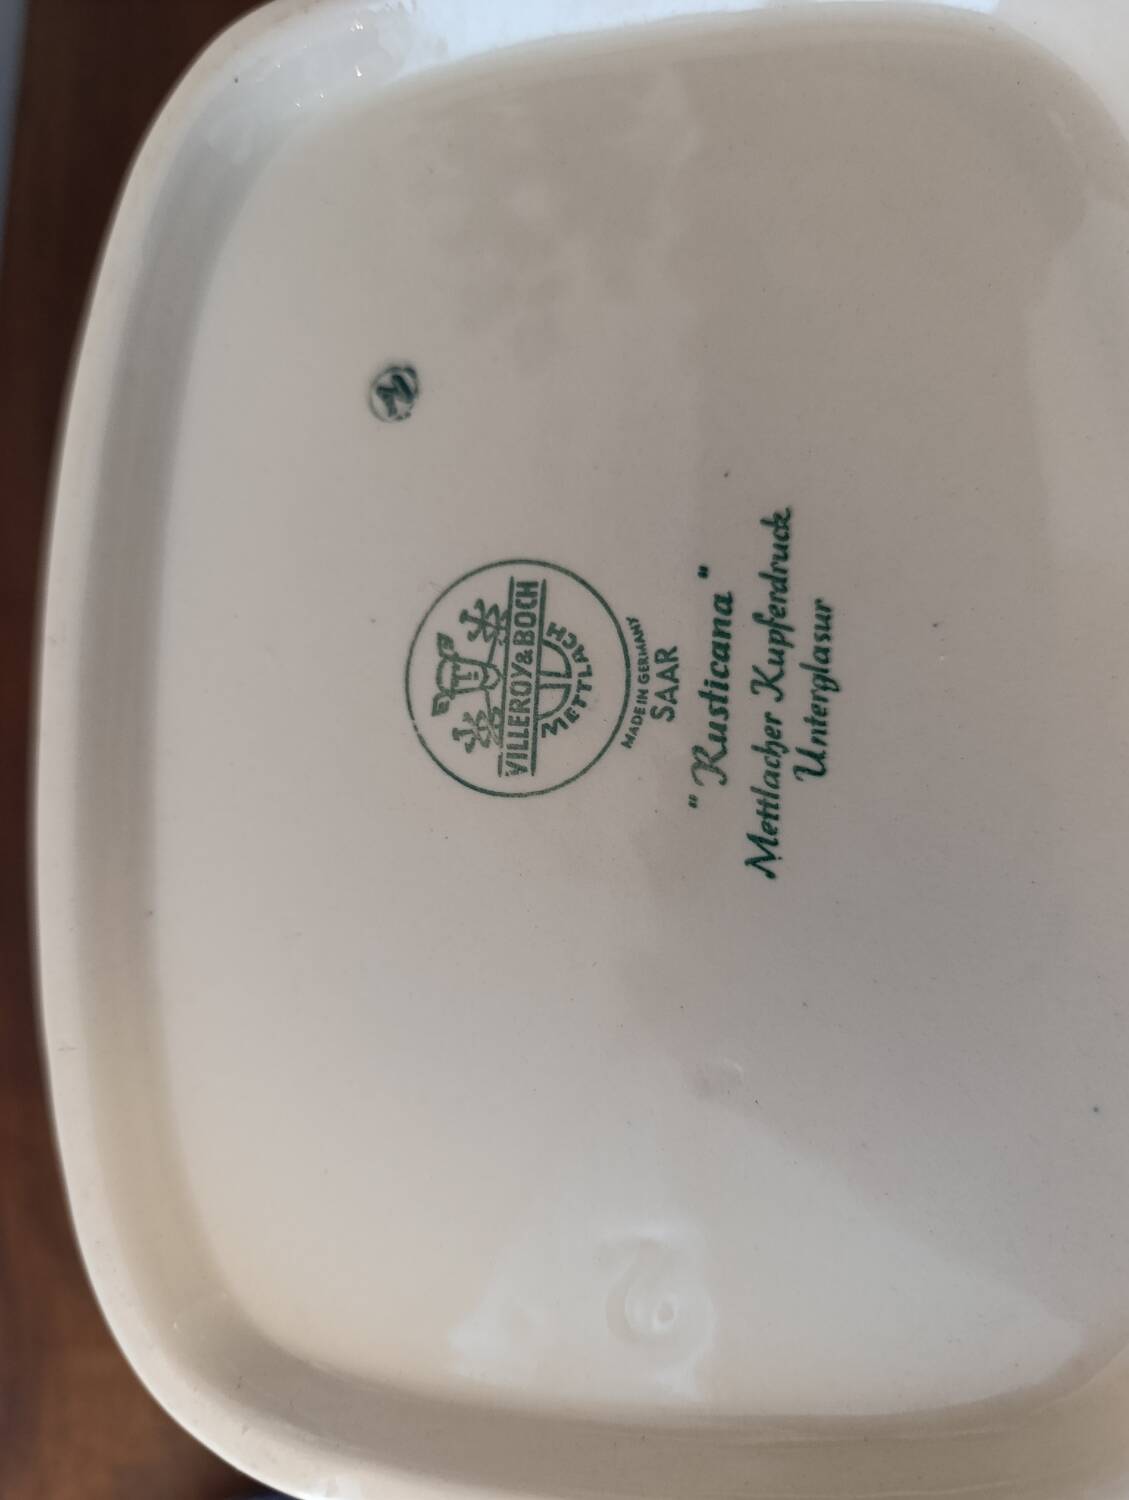 VILLEROY & BOCH
METTLACH
MADE IN GERMANY
SAAR
"Rusticana"
Mettlacher Kupferdruck
Unterglasur